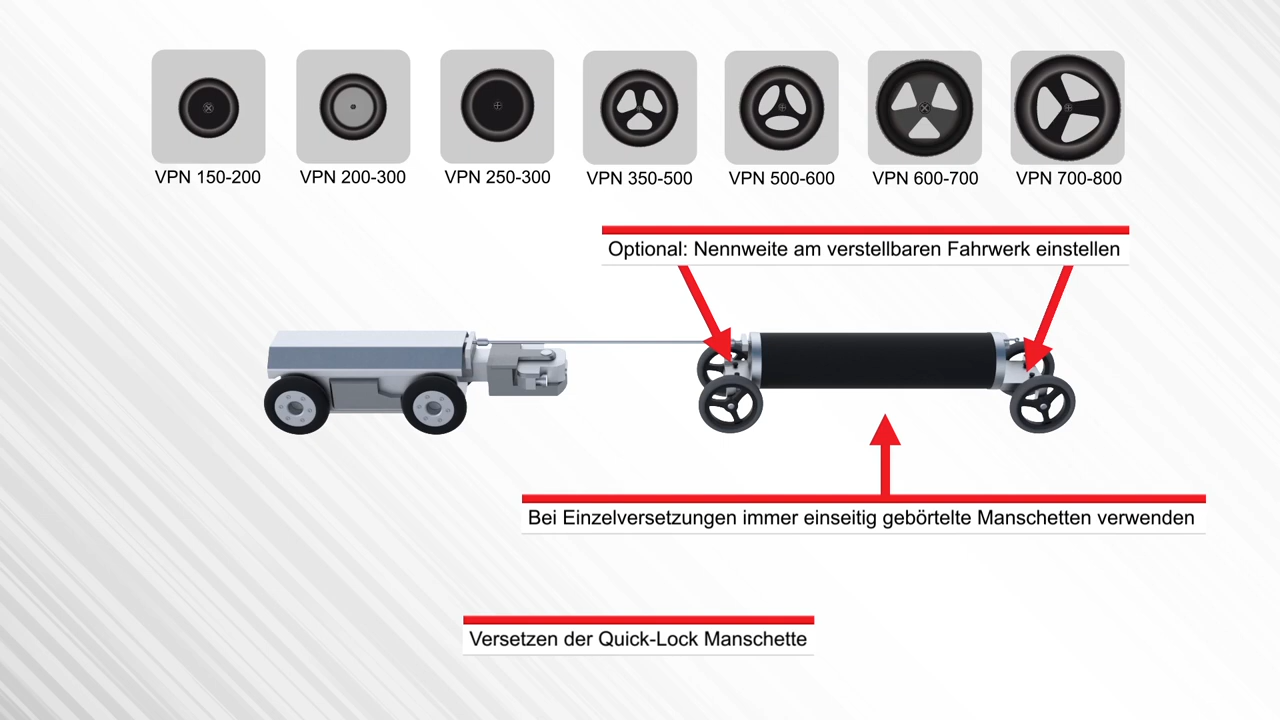 VPN 150-200
VPN 200-300
VPN 250-300
VPN 350-500
VPN 500-600
VPN 600-700
VPN 700-800
Optional: Nennweite am verstellbaren Fahrwerk einstellen
Bei Einzelversetzungen immer einseitig gebörtelte Manschetten verwenden
Versetzen der Quick-Lock Manschette